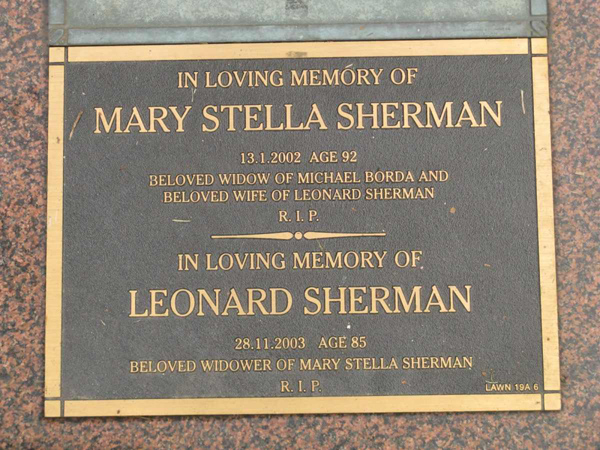 IN LOVING MEMORY OF
MARY STELLA SHERMAN
13.1.2002 AGE 92
BELOVED WIDOW OF MICHAEL BORDA AND
BELOVED WIFE OF LEONARD SHERMAN
R. I. P.
IN LOVING MEMORY OF
LEONARD SHERMAN
28.11.2003 AGE 85
BELOVED WIDOWER OF MARY STELLA SHERMAN
R. I. P.
LAWN 19A 6